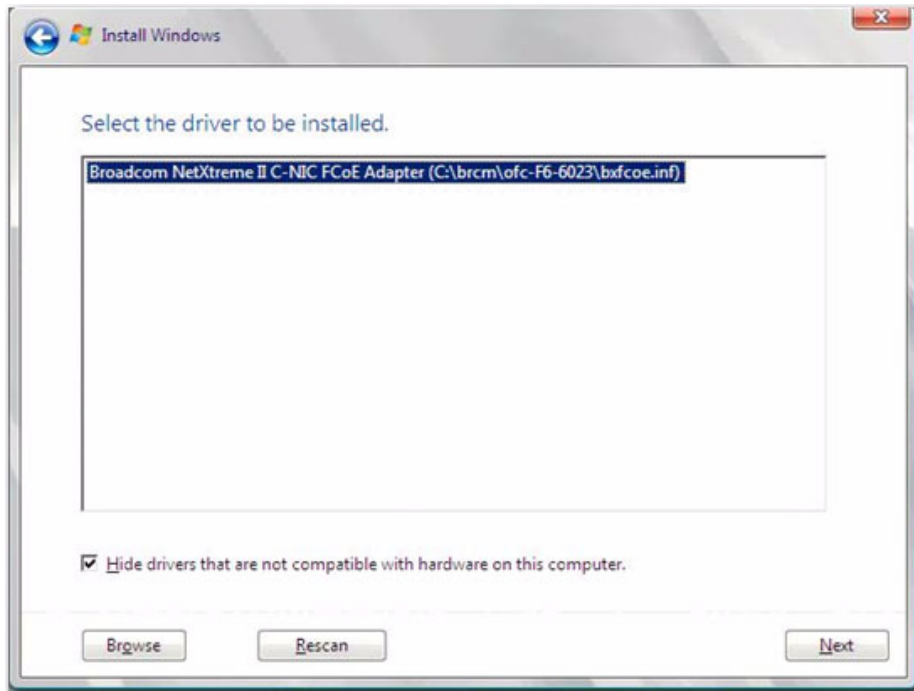 Install Windows
Select the driver to be installed.
Broadcom NetXtreme II C-NIC FCoE Adapter (C:\brcm\ofc-F6-6023\bxfcoe.inf)
Hide drivers that are not compatible with hardware on this computer.
Browse
Rescan
Next